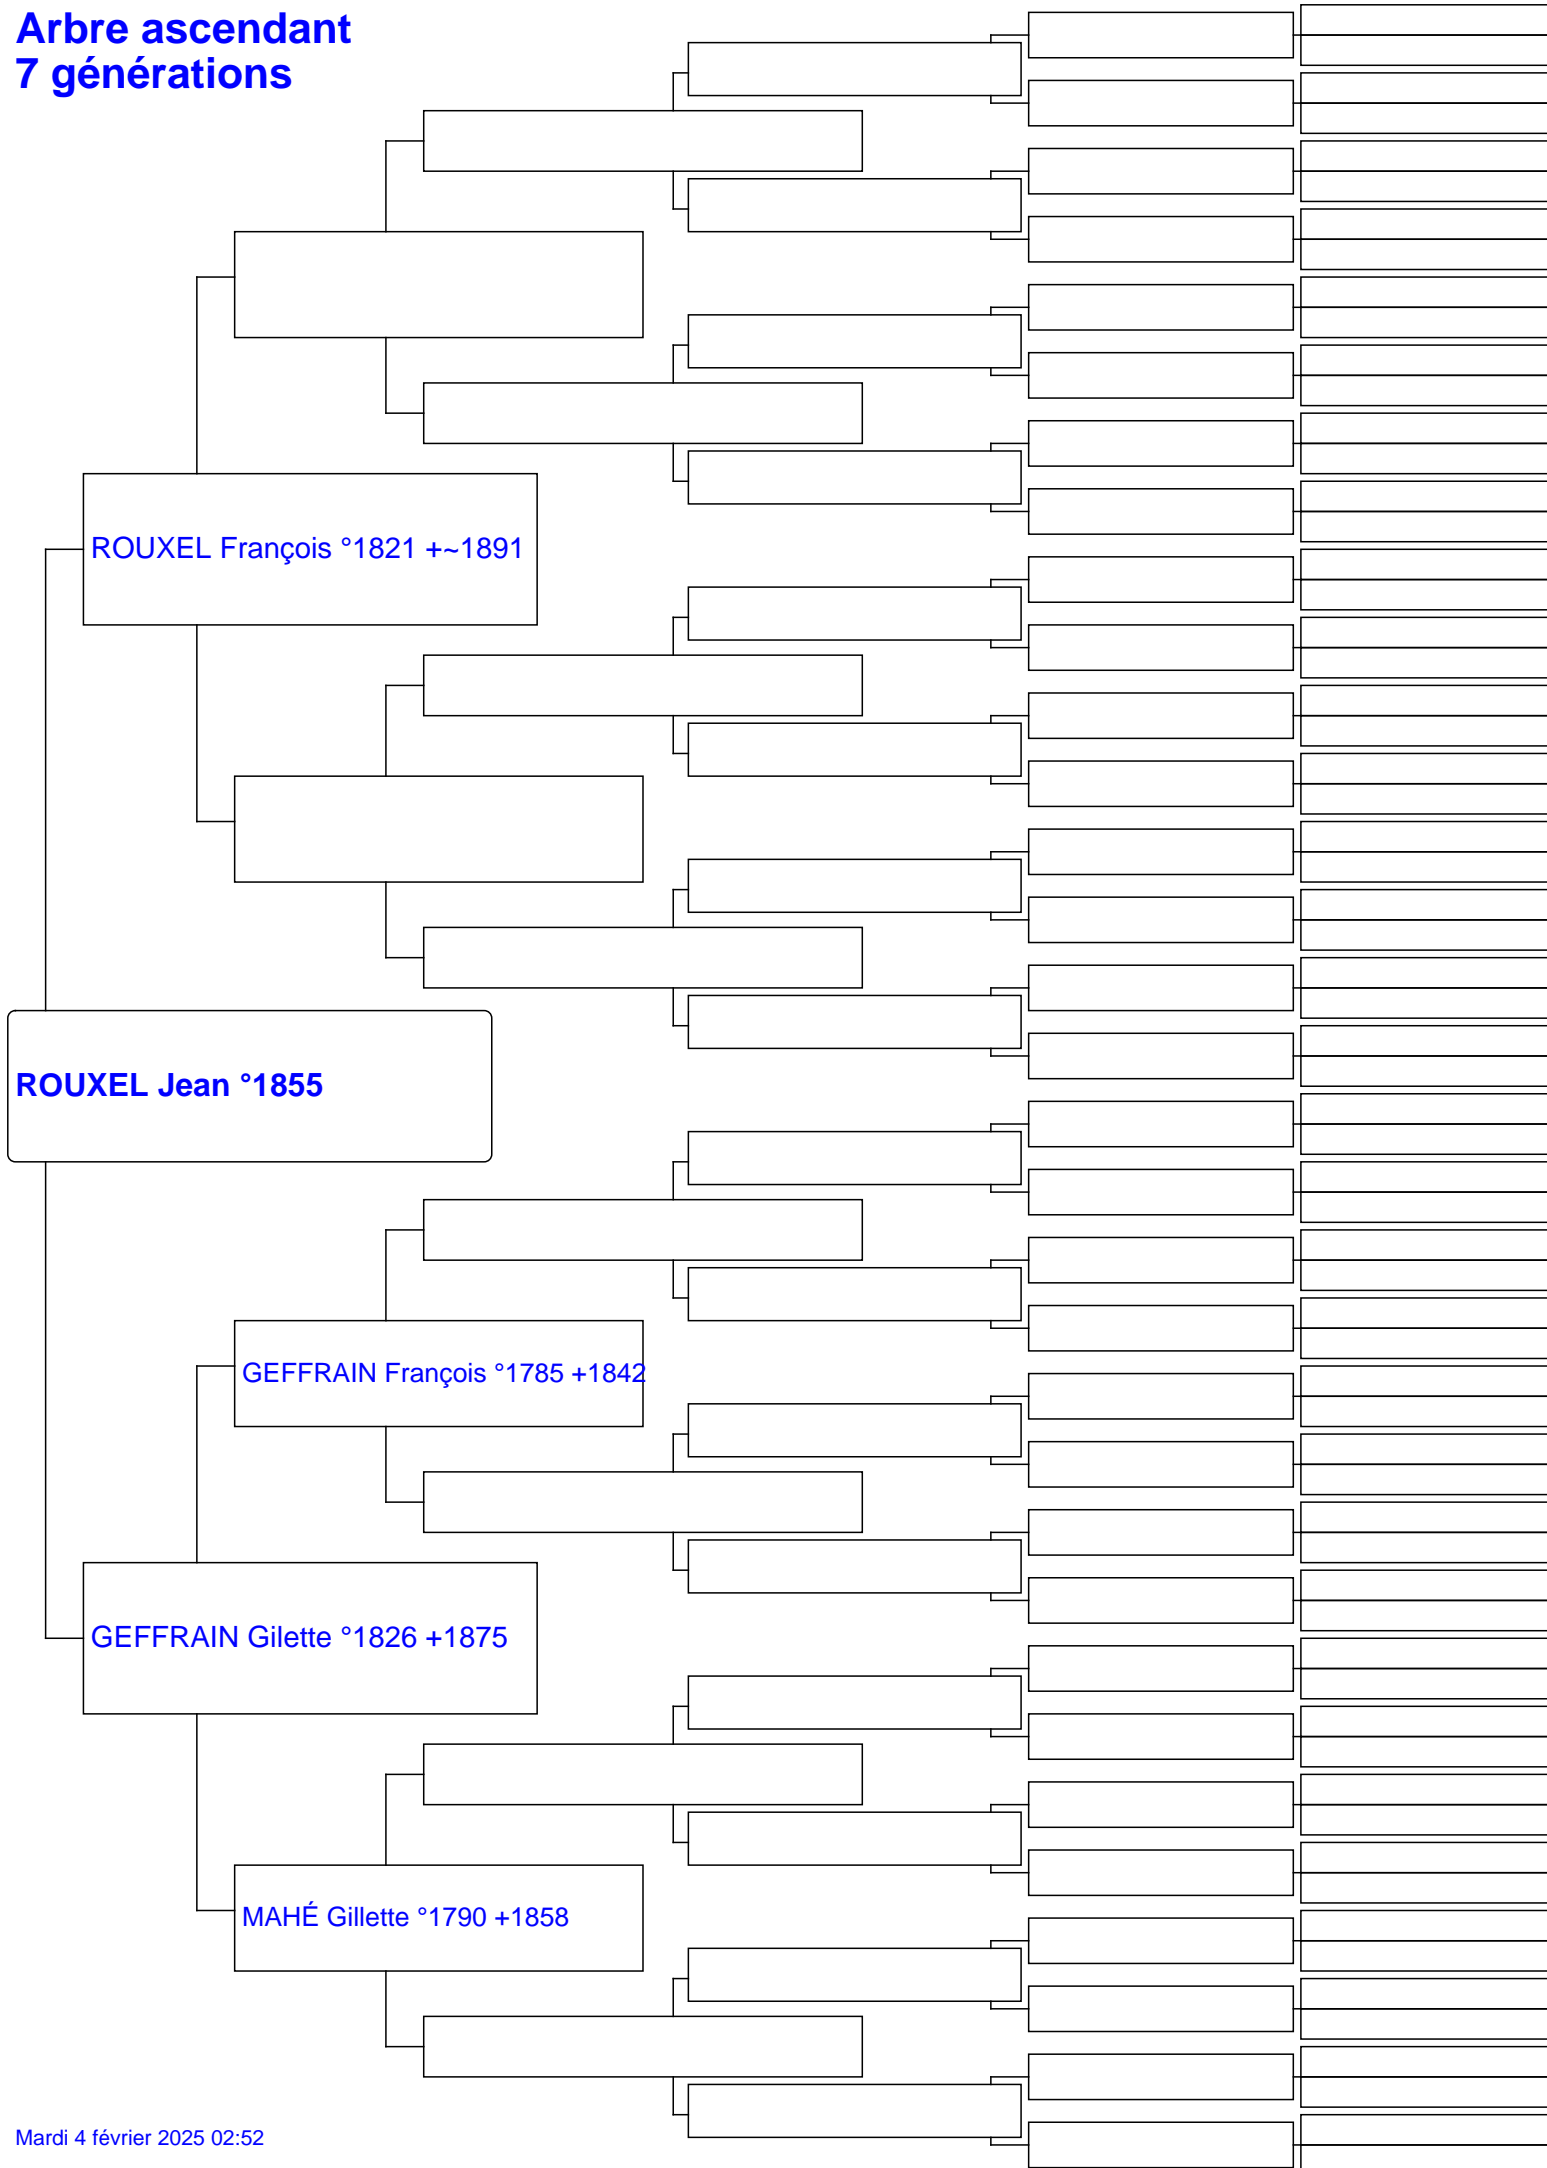 Arbre ascendant
7 générations
ROUXEL François °1821 +~1891
ROUXEL Jean °1855
GEFFRAIN François °1785 +1842
GEFFRAIN Gilette °1826 +1875
MAHÉ Gillette °1790 +1858
Mardi 4 février 2025 02:52